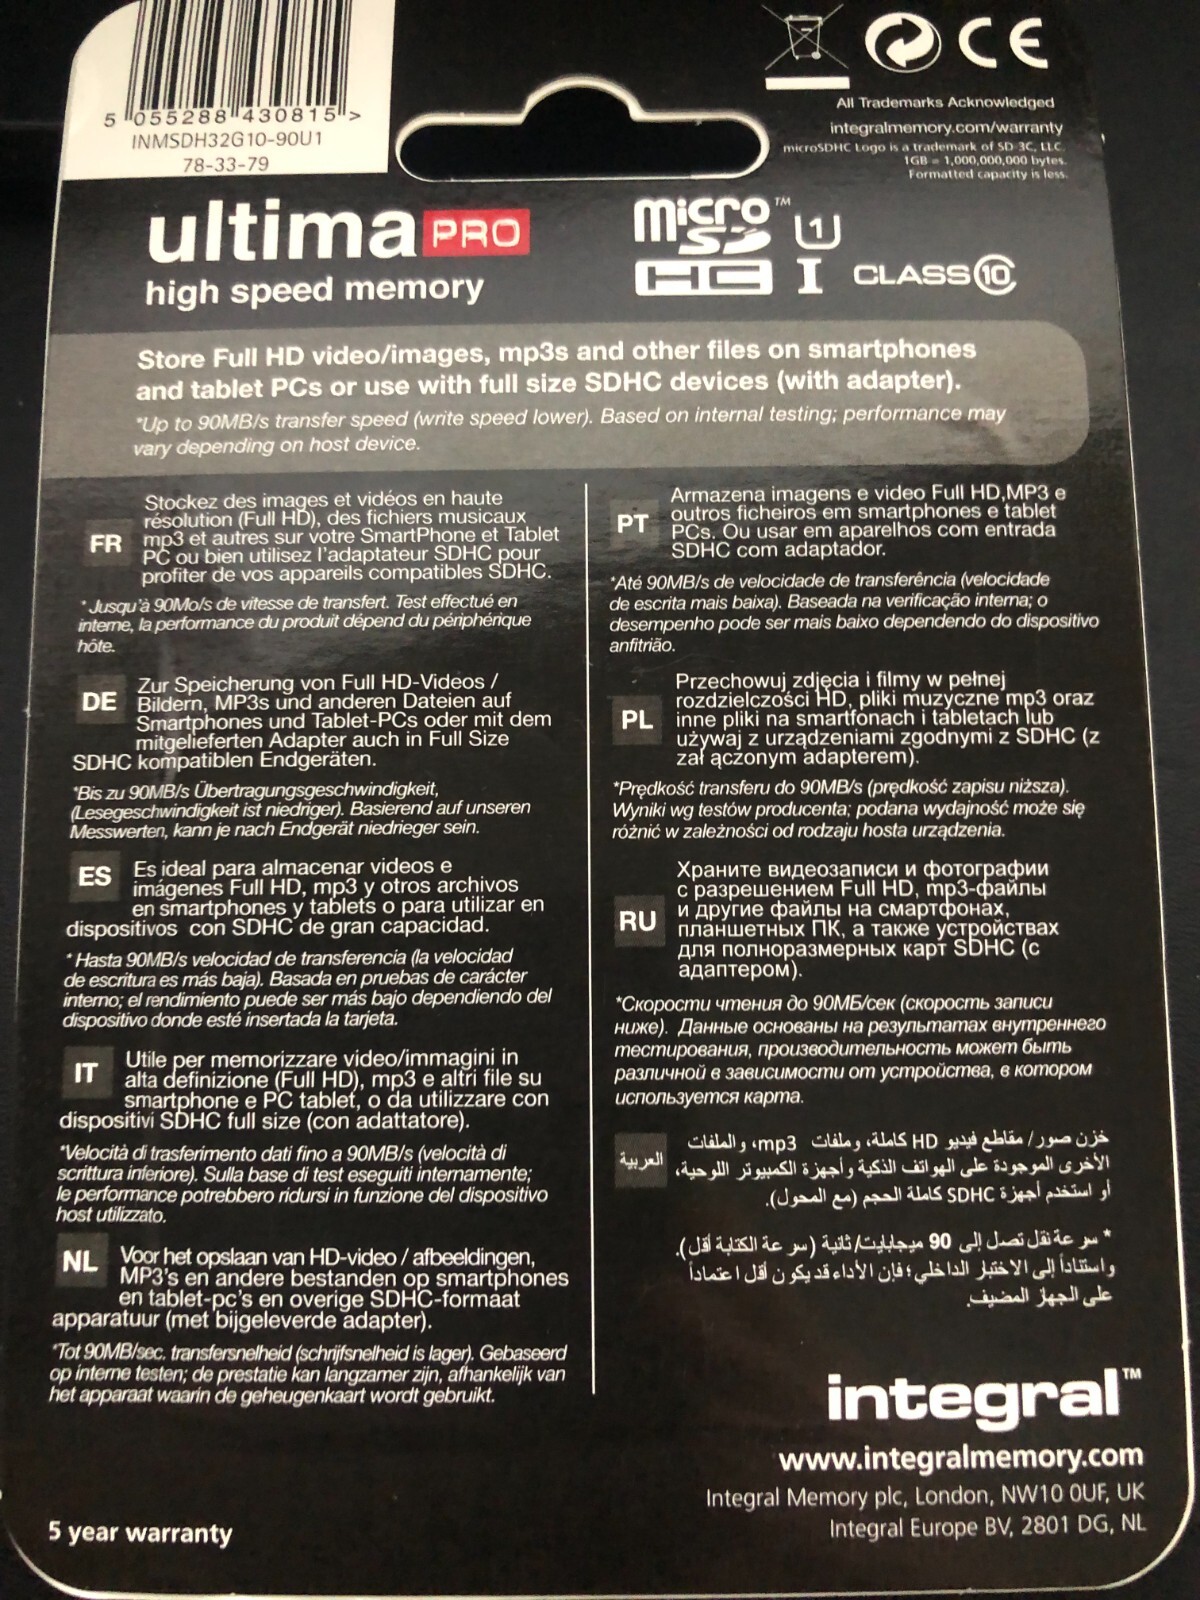 5 055288 430815 >
INMSDH32G10-90U1
78-33-79
CE
All Trademarks Acknowledged
integralmemory.com/warranty
microSDHC Logo is a trademark of SD-3C, LLC.
1GB = 1,000,000,000 bytes.
Formatted capacity is less.
ultima PRO
high speed memory
micro SD HC ™ I 1 CLASS 10
Store Full HD video/images, mp3s and other files on smartphones
and tablet PCs or use with full size SDHC devices (with adapter).
*Up to 90MB/s transfer speed (write speed lower). Based on internal testing; performance may
vary depending on host device.
FR
Stockez des images et vidéos en haute
résolution (Full HD), des fichiers musicaux
mp3 et autres sur votre SmartPhone et Tablet
PC ou bien utilisez l'adaptateur SDHC pour
profiter de vos appareils compatibles SDHC.
* Jusqu'à 90Mo/s de vitesse de transfert. Test effectué en
interne, la performance du produit dépend du périphérique
hôte.
DE
Zur Speicherung von Full HD-Videos /
Bildern, MP3s und anderen Dateien auf
Smartphones und Tablet-PCs oder mit dem
mitgelieferten Adapter auch in Full Size
SDHC kompatiblen Endgeräten.
*Bis zu 90MB/s Übertragungsgeschwindigkeit,
(Lesegeschwindigkeit ist niedriger). Basierend auf unseren
Messwerten, kann je nach Endgerät niedrieger sein.
ES
Es ideal para almacenar videos e
imágenes Full HD, mp3 y otros archivos
en smartphones y tablets o para utilizar en
dispositivos con SDHC de gran capacidad.
* Hasta 90MB/s velocidad de transferencia (la velocidad
de escritura es más baja). Basada en pruebas de carácter
interno; el rendimiento puede ser más bajo dependiendo del
dispositivo donde esté insertada la tarjeta.
IT
Utile per memorizzare video/immagini in
alta definizione (Full HD), mp3 e altri file su
smartphone e PC tablet, o da utilizzare con
dispositivi SDHC full size (con adattatore).
*Velocità di trasferimento dati fino a 90MB/s (velocità di
scrittura inferiore). Sulla base di test eseguiti internamente;
le performance potrebbero ridursi in funzione del dispositivo
host utilizzato.
NL
Voor het opslaan van HD-video / afbeeldingen,
MP3's en andere bestanden op smartphones
en tablet-pc's en overige SDHC-formaat
apparatuur (met bijgeleverde adapter).
*Tot 90MB/sec. transfersnelheid (schrijfsnelheid is lager). Gebaseerd
op interne testen; de prestatie kan langzamer zijn, afhankelijk van
het apparaat waarin de geheugenkaart wordt gebruikt.
PT
Armazena imagens e video Full HD,MP3 e
outros ficheiros em smartphones e tablet
PCs. Ou usar em aparelhos com entrada
SDHC com adaptador.
*Até 90MB/s de velocidade de transferência (velocidade
de escrita mais baixa). Baseada na verificação interna; o
desempenho pode ser mais baixo dependendo do dispositivo
anfitrião.
PL
Przechowuj zdjęcia i filmy w pełnej
rozdzielczości HD, pliki muzyczne mp3 oraz
inne pliki na smartfonach i tabletach lub
używaj z urządzeniami zgodnymi z SDHC (z
zał ączonym adapterem).
*Prędkość transferu do 90MB/s (prędkość zapisu niższa).
Wyniki wg testów producenta; podana wydajność może się
różnić w zależności od rodzaju hosta urządzenia.
RU
Храните видеозаписи и фотографии
с разрешением Full HD, mp3-файлы
и другие файлы на смартфонах,
планшетных ПК, а также устройствах
для полноразмерных карт SDHC (с
адаптером).
*Скорости чтения до 90МБ/сек (скорость записи
ниже). Данные основаны на результатах внутреннего
тестирования, производительность может быть
различной в зависимости от устройства, в котором
используется карта.
العربية
خزن صور/ مقاطع فيديو HD كاملة، وملفات mp3، والملفات
الأخرى الموجودة على الهواتف الذكية وأجهزة الكمبيوتر اللوحية،
أو استخدم أجهزة SDHC كاملة الحجم (مع المحول).
* سرعة نقل تصل إلى 90 ميجابايت/ ثانية (سرعة الكتابة أقل).
واستناداً إلى الاختبار الداخلي؛ فإن الأداء قد يكون أقل اعتماداً
على الجهاز المضيف.
integral™
www.integralmemory.com
Integral Memory plc, London, NW10 0UF, UK
Integral Europe BV, 2801 DG, NL
5 year warranty